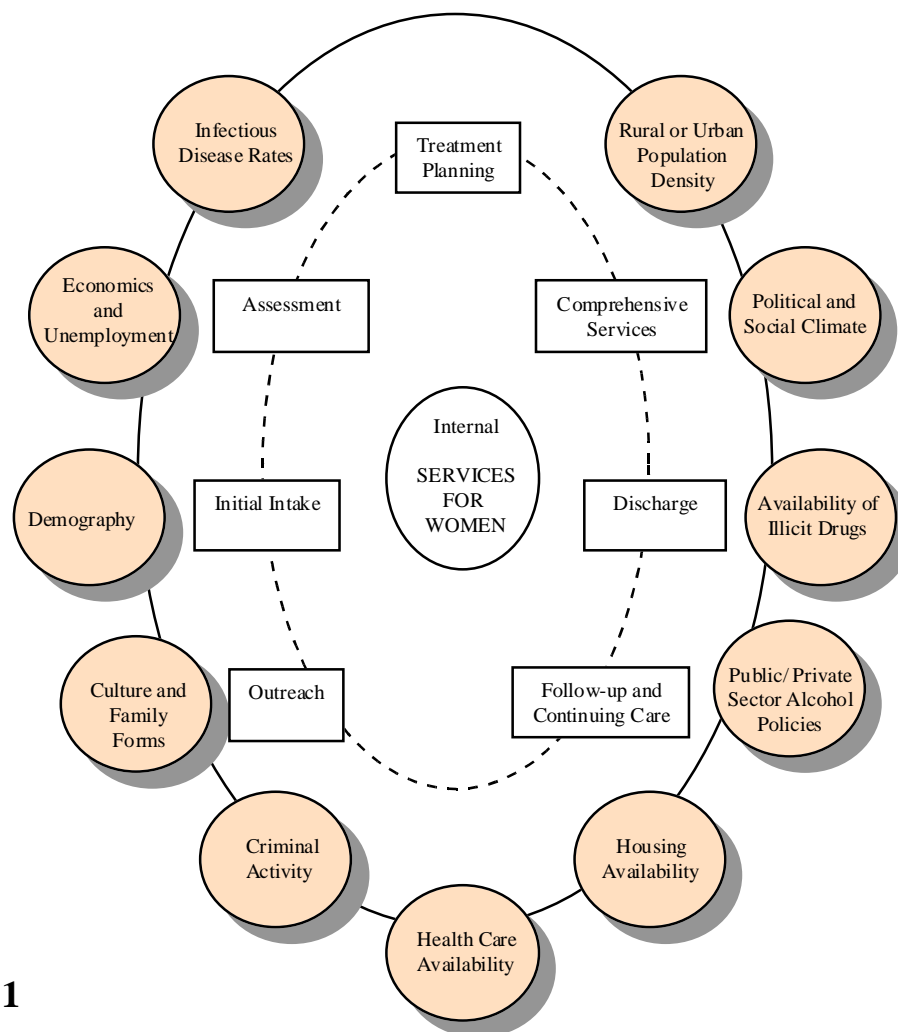 Infectious
Disease Rates
Rural or Urban
Population
Density
Treatment
Planning
Economics
and
Unemployment
Assessment
Comprehensive
Services
Political and
Social Climate
Internal
SERVICES
FOR
WOMEN
Demography
Initial Intake
Discharge
Availability of
Illicit Drugs
Culture and
Family
Forms
Outreach
Follow-up and
Continuing Care
Public/ Private
Sector Alcohol
Policies
Criminal
Activity
Housing
Availability
Health Care
Availability
1